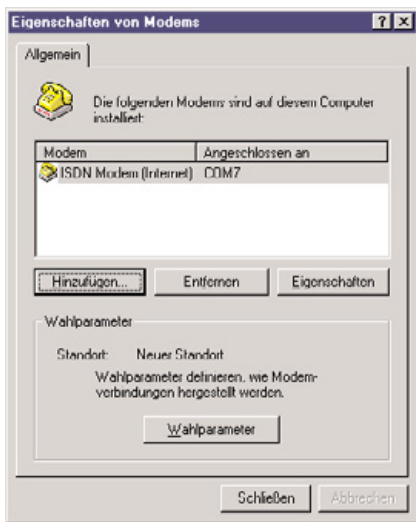 Eigenschaften von Modems
Allgemein
Die folgenden Modems sind auf diesem Computer
installiert:
Modem Angeschlossen an
ISDN Modem (Internet) COM7
Hinzufügen... Entfernen Eigenschaften
Wahlparameter
Standort: Neuer Standort
Wahlparameter definieren, wie Modem-
verbindungen hergestellt werden.
Wahlparameter
Schließen Abbrechen